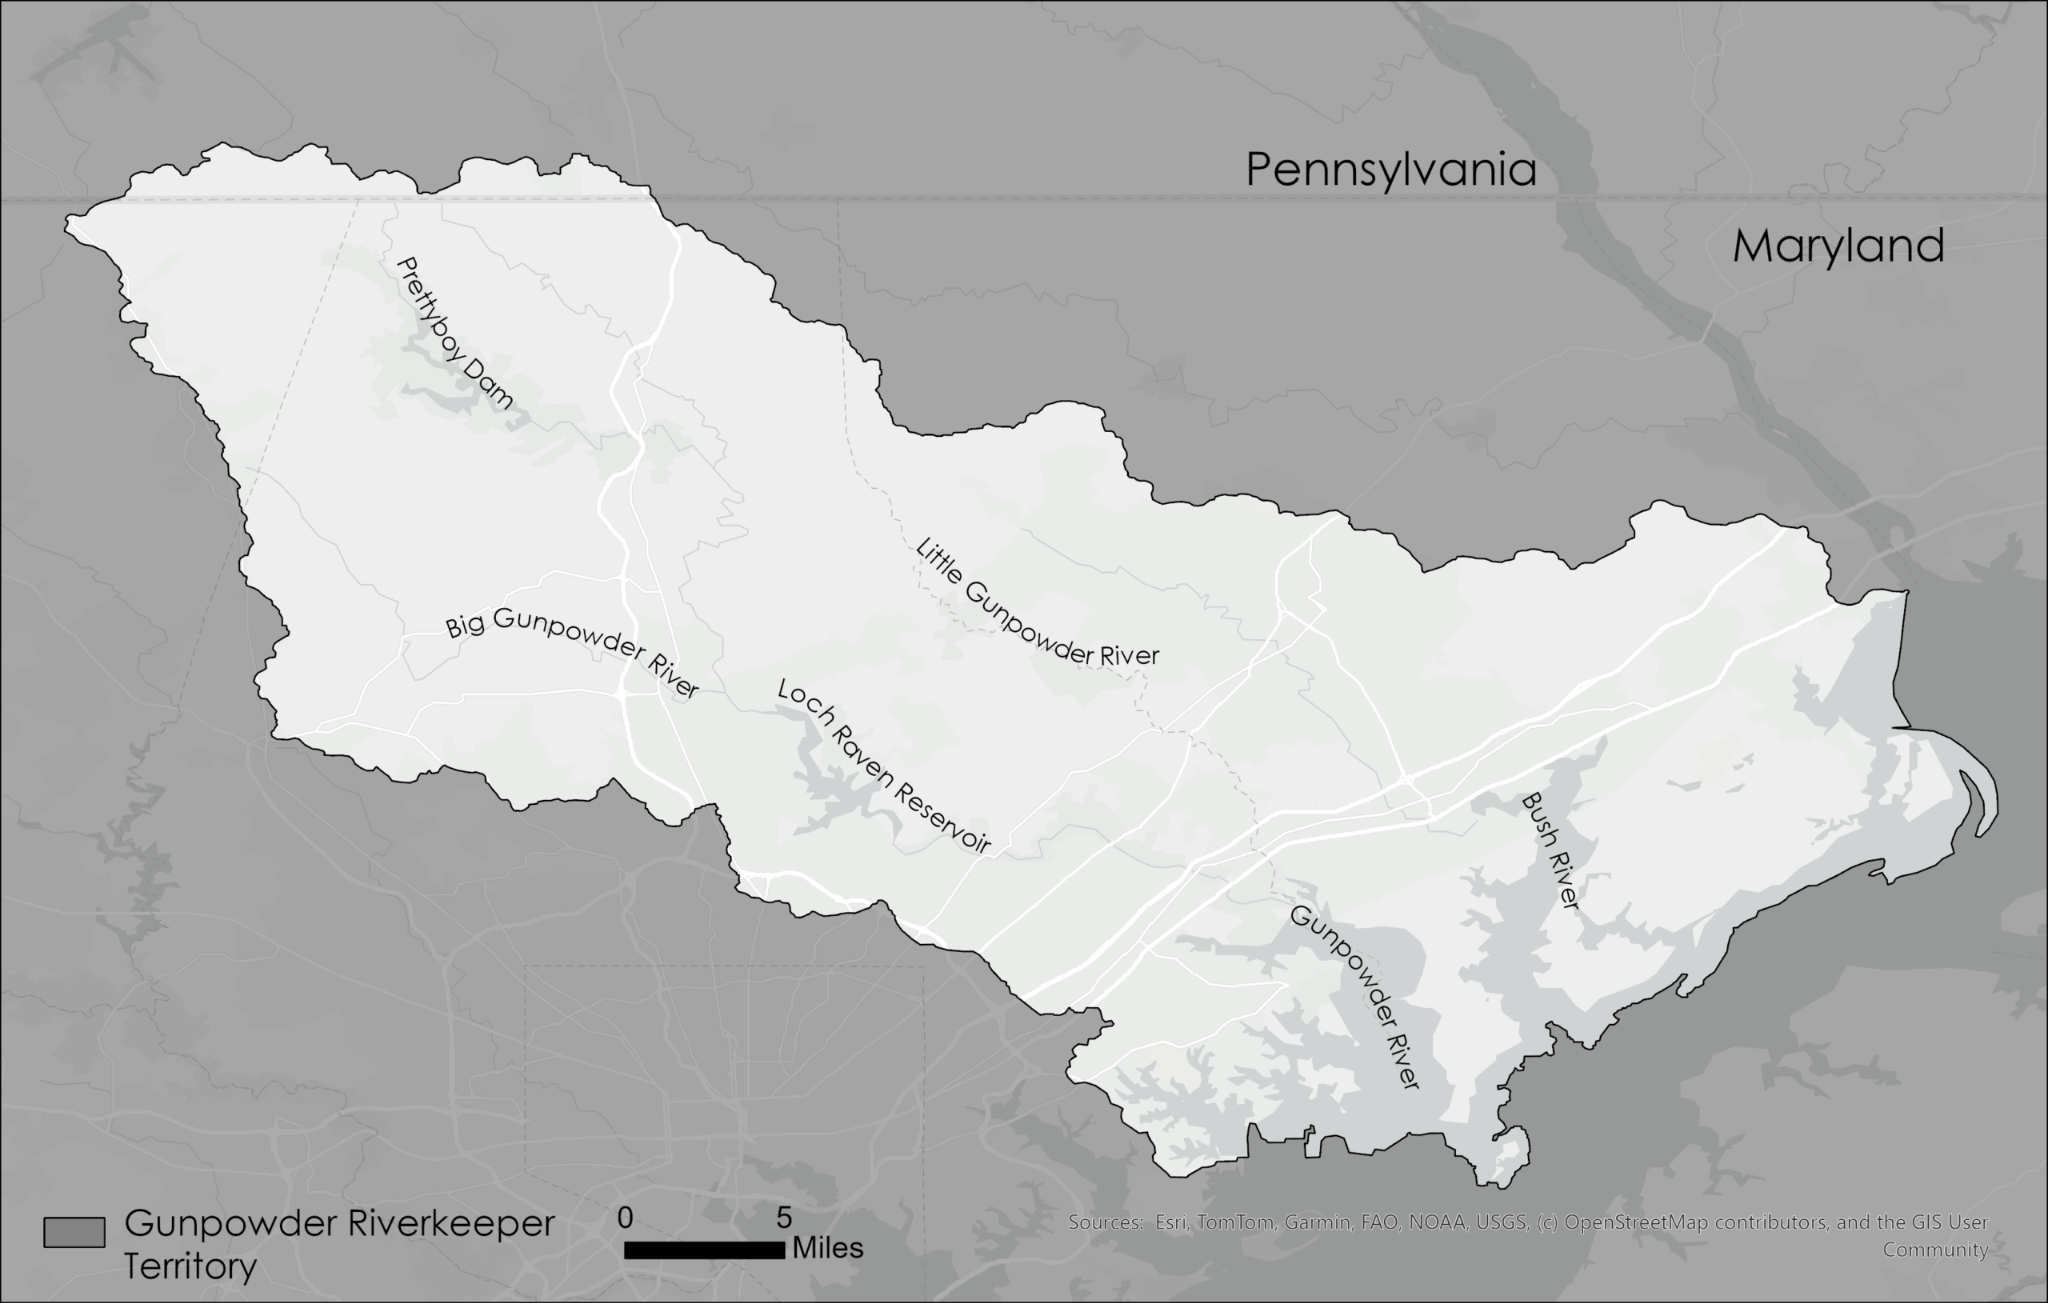 Pennsylvania
Maryland
Prettyboy Dam
Little Gunpowder River
Big Gunpowder River
Loch Raven Reservoir
Bush River
Gunpowder River
Gunpowder Riverkeeper
Territory
0 5
Miles
Sources: Esri, TomTom, Garmin, FAO, NOAA, USGS, (c) OpenStreetMap contributors, and the GIS User
Community